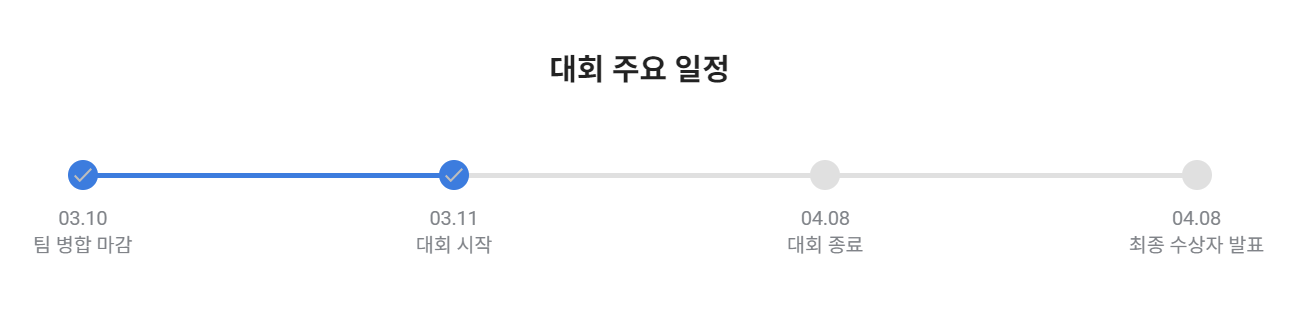 대회 주요 일정
03.10
팀 병합 마감
03.11
대회 시작
04.08
대회 종료
04.08
최종 수상자 발표